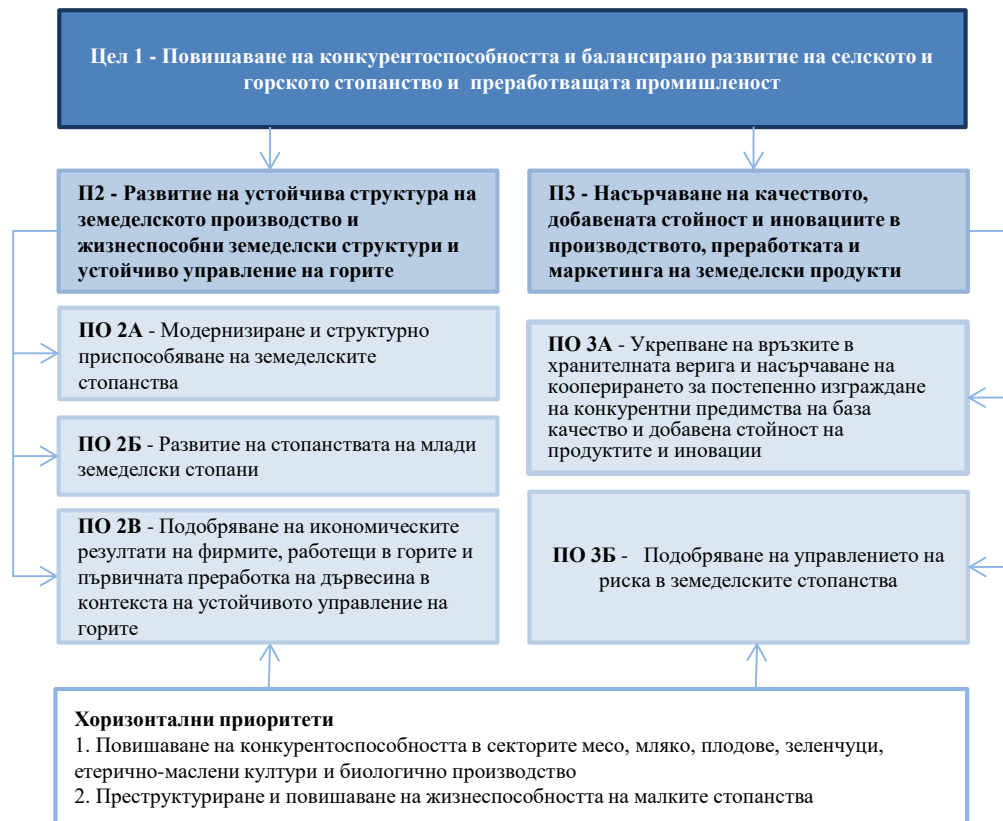 Цел 1 - Повишаване на конкурентоспособността и балансирано развитие на селското и
горското стопанство и преработващата промишленост
П2 - Развитие на устойчива структура на
земеделското производство и
жизнеспособни земеделски структури и
устойчиво управление на горите
ПО 2А - Модернизиране и структурно
приспособяване на земеделските
стопанства
ПО 2Б - Развитие на стопанствата на млади
земеделски стопани
ПО 2В - Подобряване на икономическите
резултати на фирмите, работещи в горите и
първичната преработка на дървесина в
контекста на устойчивото управление на
горите
П3 - Насърчаване на качеството,
добавената стойност и иновациите в
производството, преработката и
маркетинга на земеделски продукти
ПО 3А - Укрепване на връзките в
хранителната верига и насърчаване на
кооперирането за постепенно изграждане
на конкурентни предимства на база
качество и добавена стойност на
продуктите и иновации
ПО 3Б - Подобряване на управлението на
риска в земеделските стопанства
Хоризонтални приоритети
1. Повишаване на конкурентоспособността в секторите месо, мляко, плодове, зеленчуци,
етерично-маслени култури и биологично производство
2. Преструктуриране и повишаване на жизнеспособността на малките стопанства